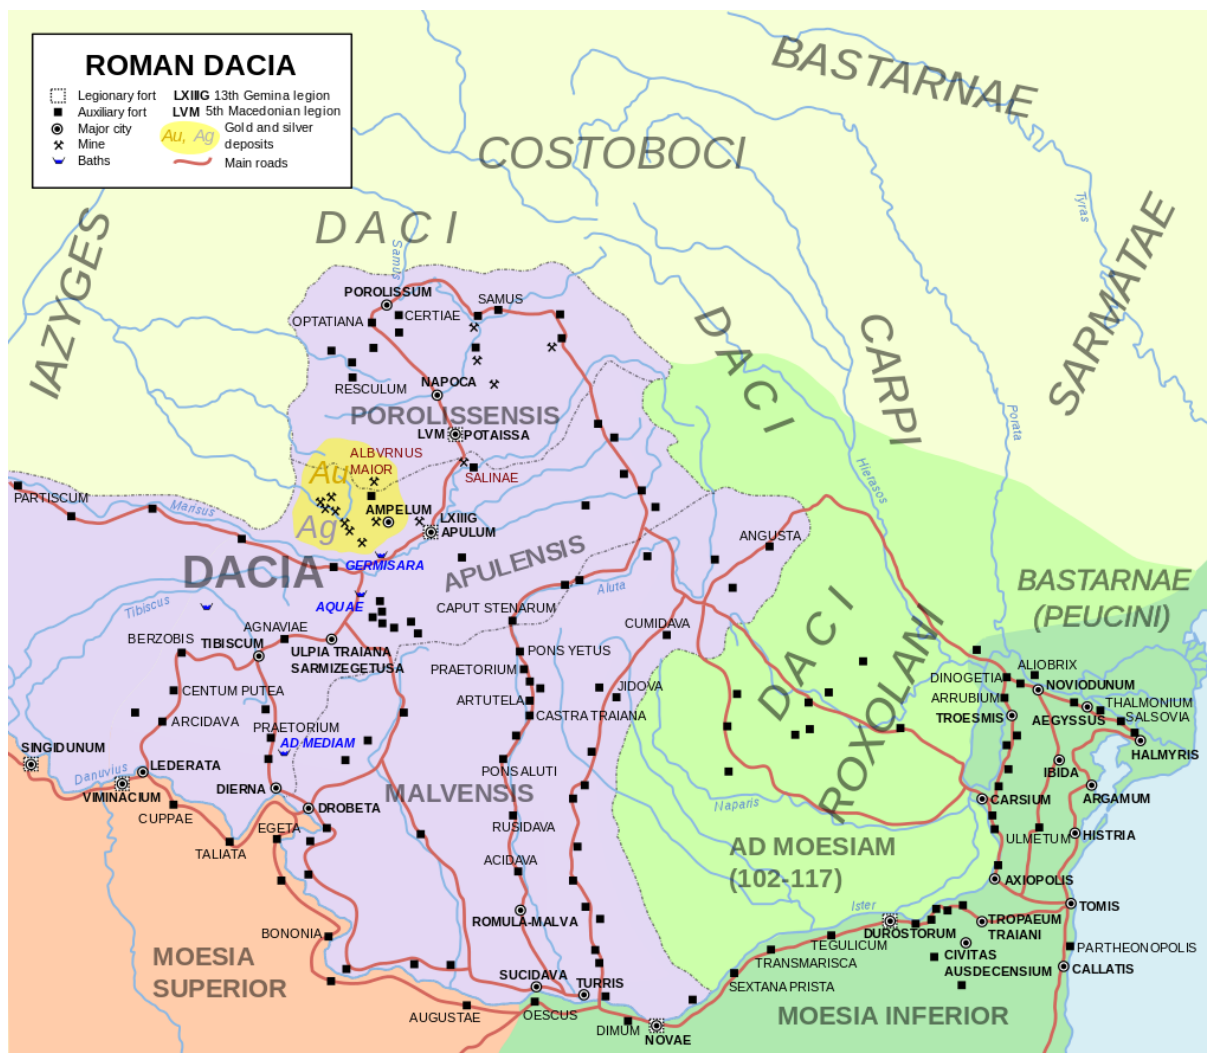 ROMAN DACIA
Legionary fort
Auxiliary fort
Major city
Mine
Baths
LXIIIG 13th Gemina legion
LVM 5th Macedonian legion
Au, Ag
Gold and silver
deposits
Main roads
BASTARNAE
COSTOBOCI
DACI
IAZYGES
SARMATAE
Tyras
Samus
POROLISSUM
SAMUS
CERTIAE
OPTATIANA
DACI
CARPI
RESCULUM
NAPOCA
POROLISSENSIS
LVM
POTAISSA
Porata
Hierasos
ALBVRNUS
MAIOR
Au
SALINAE
PARTISCUM
Marisus
AMPELUM
LXIIIG
APULUM
Ag
ANGUSTA
GERMISARA
DACIA
APULENSIS
Aluta
BASTARNAE
(PEUCINI)
Tibiscus
AQUAE
CAPUT STENARUM
CUMIDAVA
DACI
ROXOLANI
AGNAVIAE
BERZOBIS
TIBISCUM
ULPIA TRAIANA
SARMIZEGETUSA
PONS VETUS
PRAETORIUM
ALIOBRIX
DINOGETIA
NOVIODUNUM
CENTUM PUTEA
ARTUTELA
JIDOVA
ARRUBIUM
THALMONIUM
ARCIDAVA
CASTRA TRAIANA
TROESMIS
AEGYSSUS
SALSOVIA
PRAETORIUM
AD MEDIAM
SINGIDUNUM
HALMYRIS
Danuvius
LEDERATA
PONS ALUTI
IBIDA
VIMINACIUM
DIERNA
MALVENSIS
ARGAMUM
CARSIUM
CUPPAE
DROBETA
Naparis
EGETA
RUSIDAVA
ULMETUM
HISTRIA
TALIATA
AD MOESIAM
(102-117)
ACIDAVA
AXIOPOLIS
Ister
TOMIS
ROMULA-MALVA
BONONIA
DUROSTORUM
TROPAEUM
TRAIANI
TEGULICUM
PARTHEONOPOLIS
MOESIA
SUPERIOR
TRANSMARISCA
CIVITAS
AUSDECENSIUM
CALLATIS
SUCIDAVA
TURRIS
SEXTANA PRISTA
AUGUSTAE
OESCUS
MOESIA INFERIOR
DIMUM
NOVAE